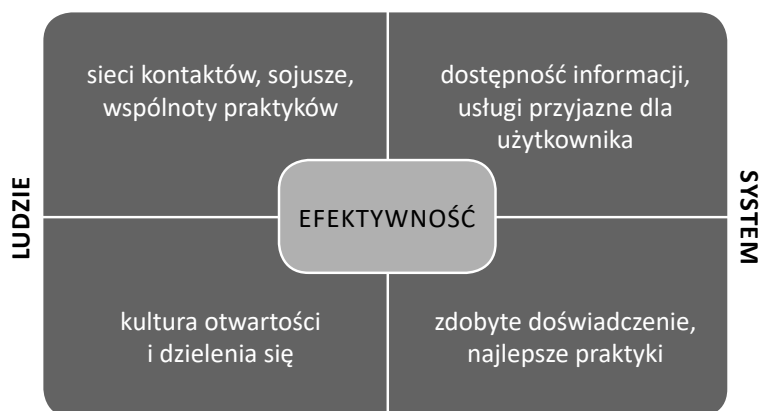 sieci kontaktów, sojusze,
wspólnoty praktyków
dostępność informacji,
usługi przyjazne dla
użytkownika
LUDZIE
EFEKTYWNOŚĆ
SYSTEM
kultura otwartości
i dzielenia się
zdobyte doświadczenie,
najlepsze praktyki